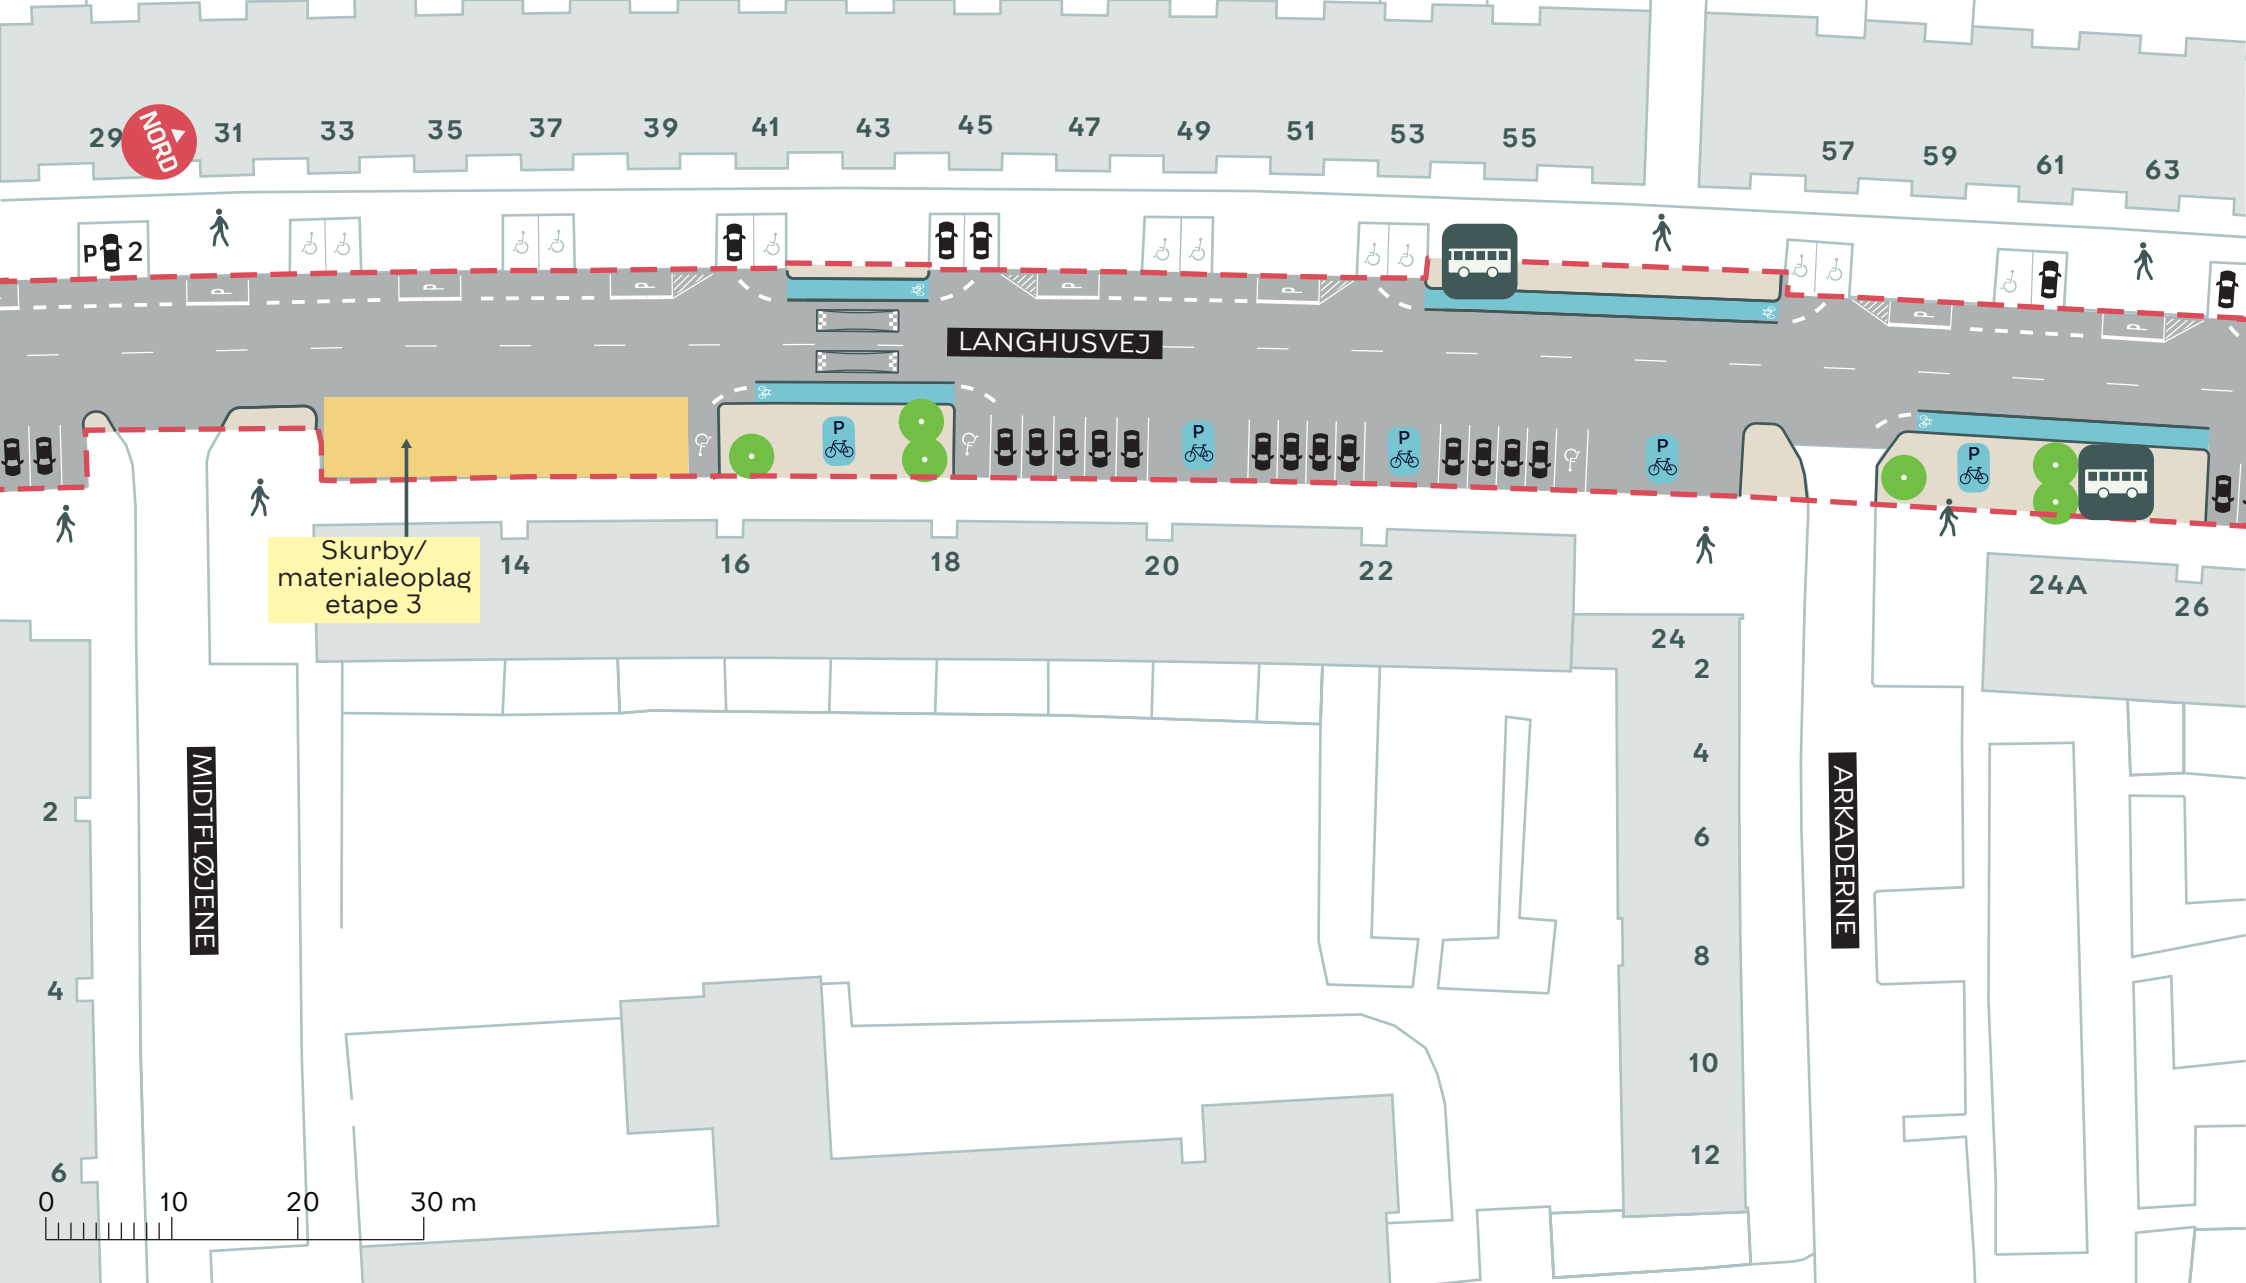 29
NORD
31
33
35
37
39
41
43
45
47
49
51
53
55
57
59
61
63
P 2
P
P
P
P
P
P
P
LANGHUSVEJ
P
P
P
P
P
Skurby/
materialeoplag
etape 3
14
16
18
20
22
24
24A
26
2
4
6
8
10
12
MIDTFLØJENE
ARKADERNE
2
4
6
0 10 20 30 m